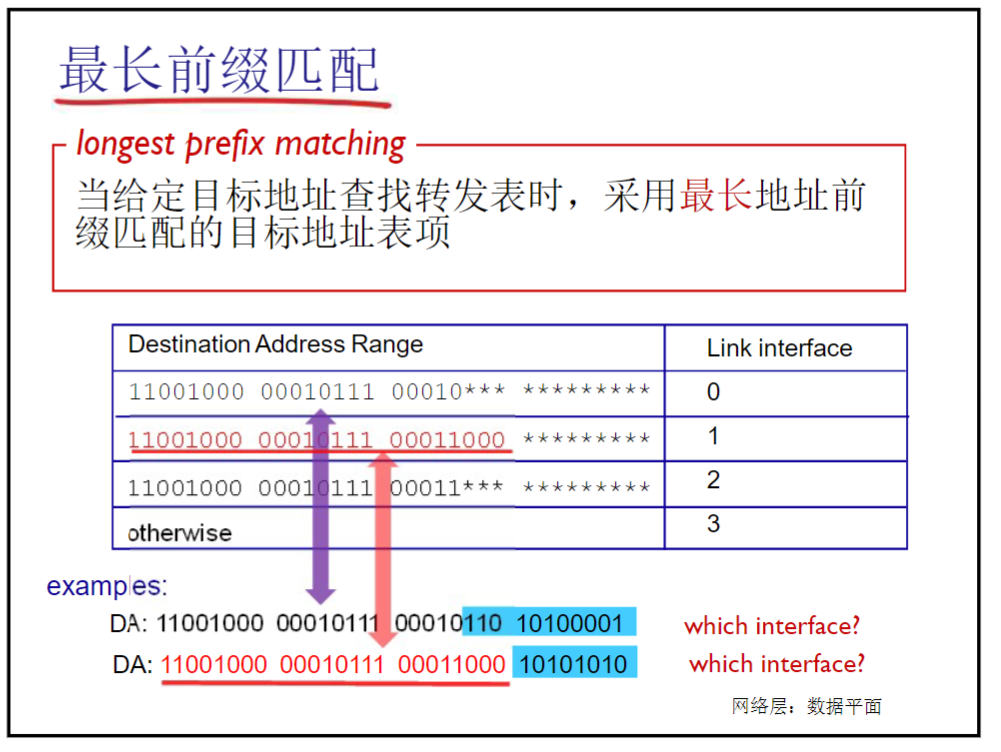 最长前缀匹配
longest prefix matching
当给定目标地址查找转发表时，采用最长地址前
缀匹配的目标地址表项
Destination Address Range Link interface
11001000 00010111 00010*** ********* 0
11001000 00010111 00011000 ********* 1
11001000 00010111 00011*** ********* 2
otherwise 3
examples:
DA: 11001000 00010111 00010110 10100001 which interface?
DA: 11001000 00010111 00011000 10101010 which interface?
网络层：数据平面